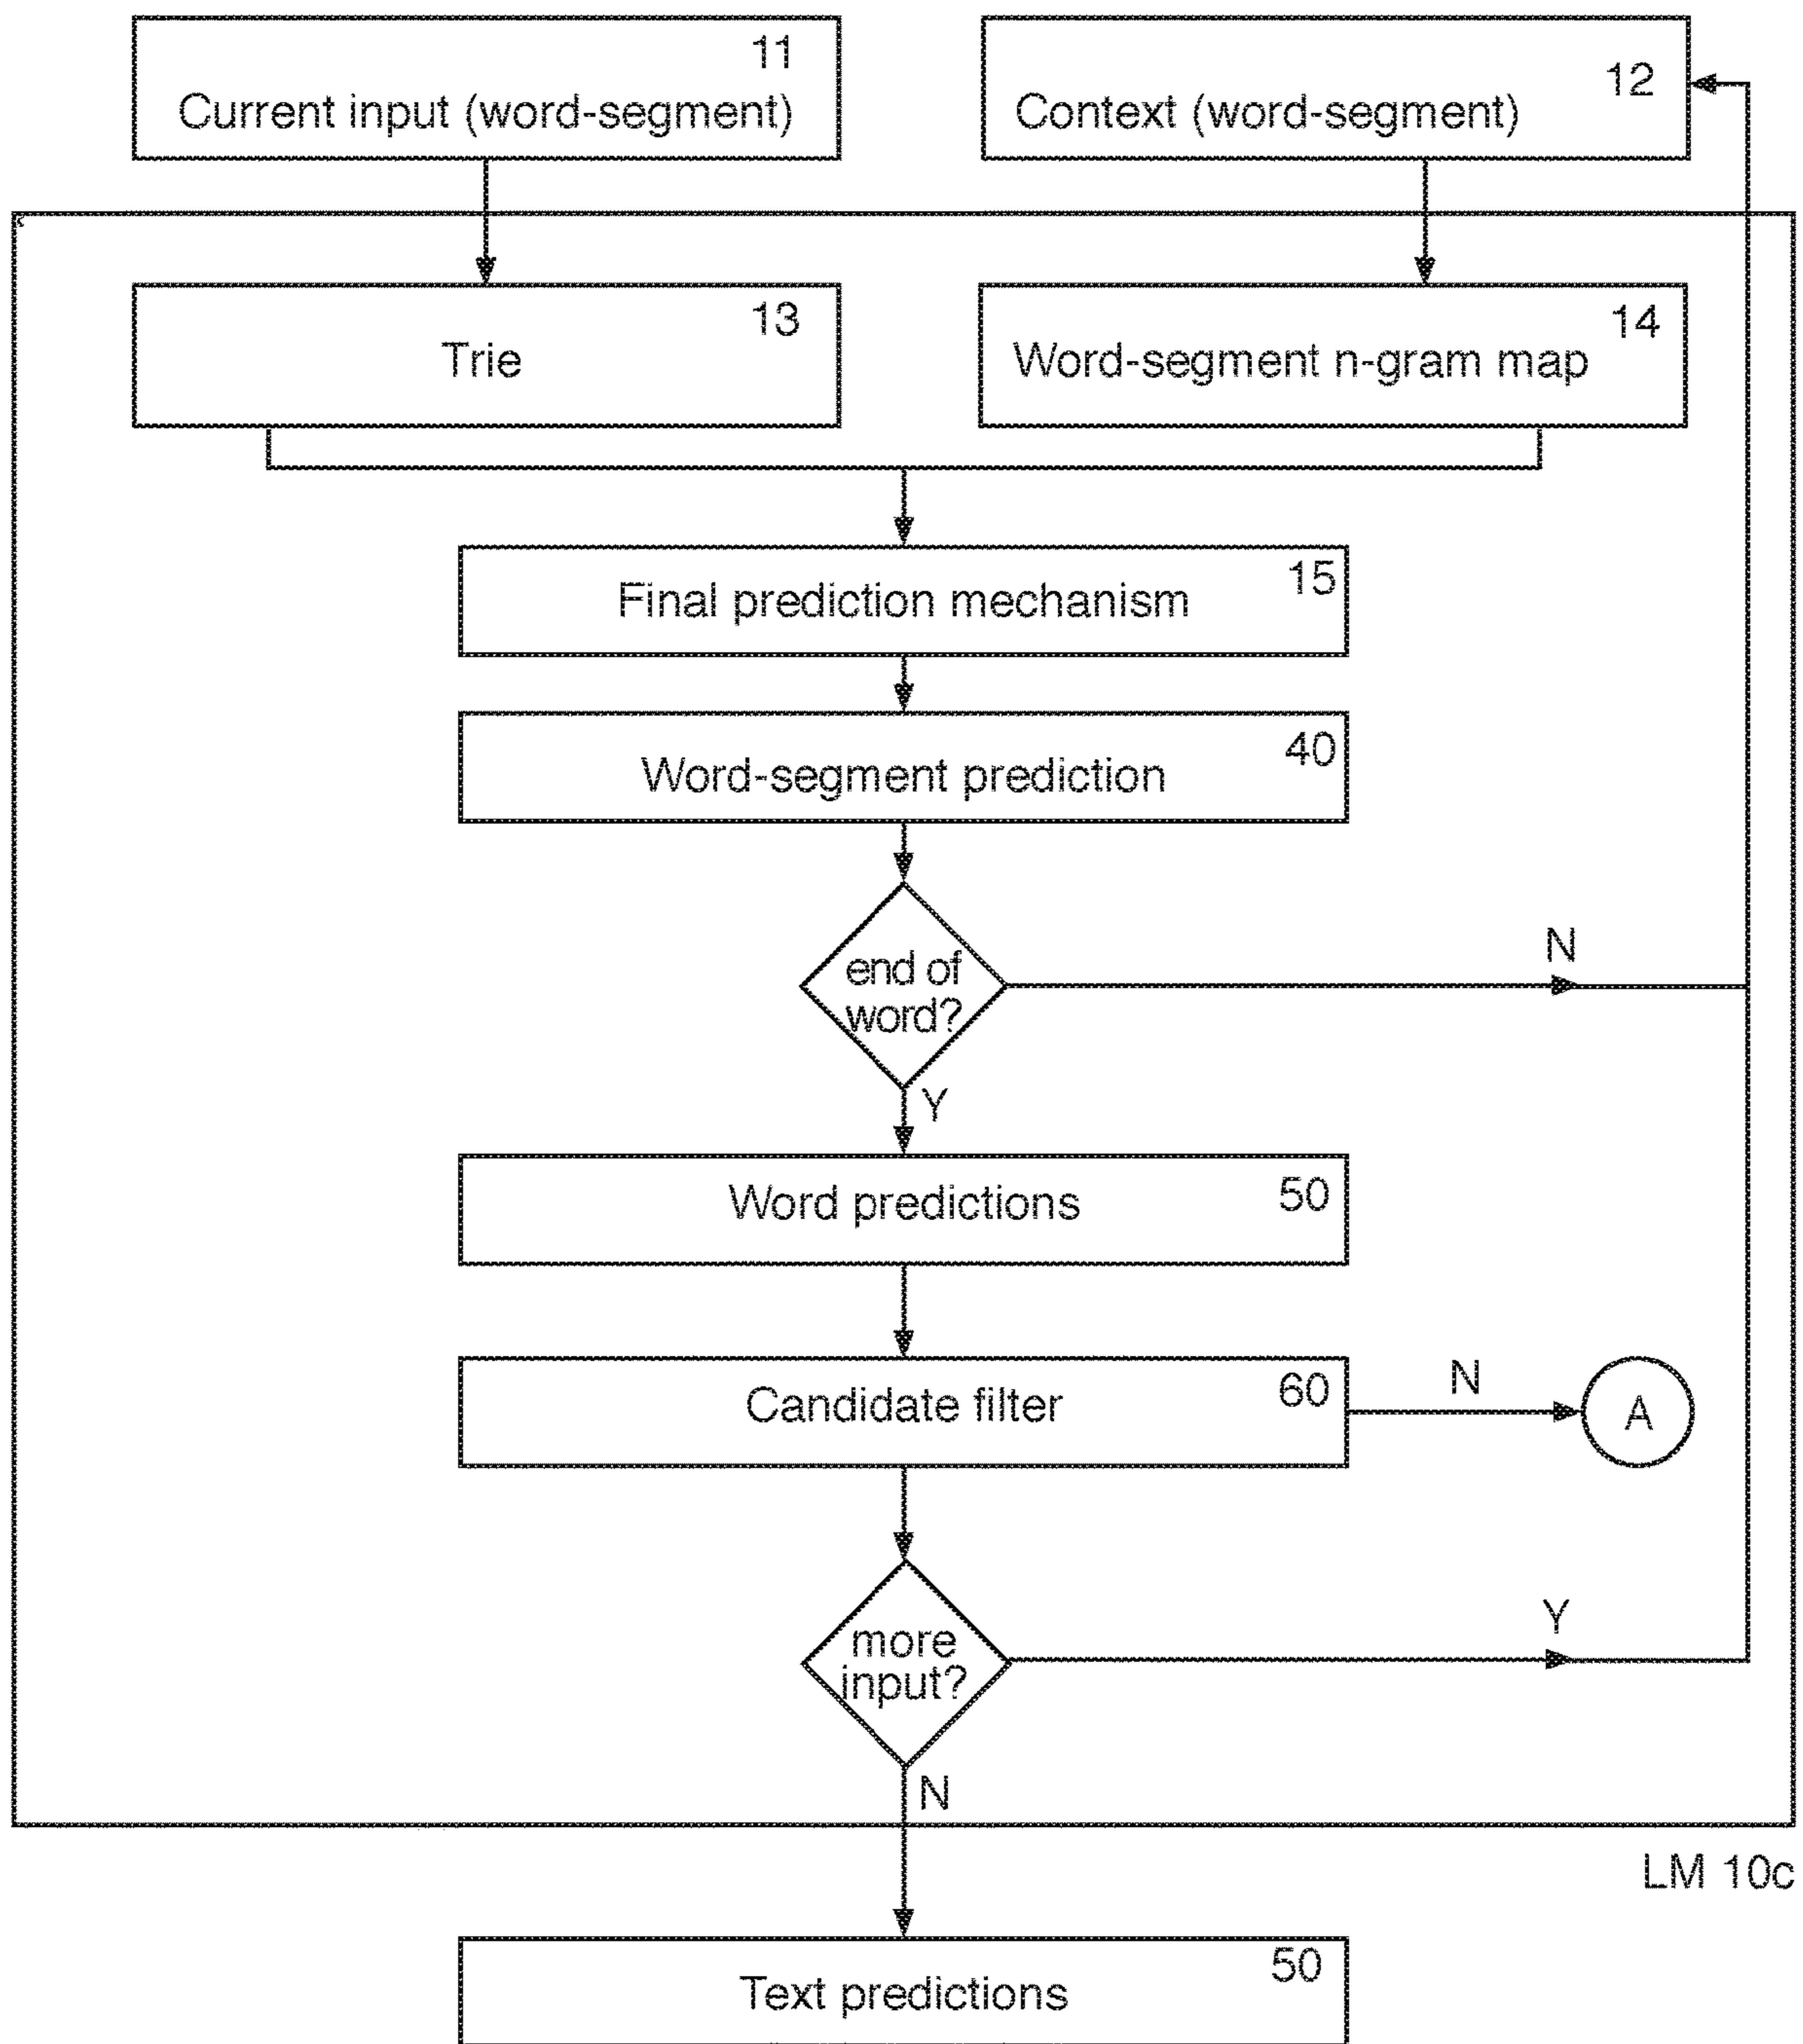 11
Current input (word-segment)
12
Context (word-segment)
13
Trie
14
Word-segment n-gram map
15
Final prediction mechanism
40
Word-segment prediction
end of
word?
N
Y
50
Word predictions
60
Candidate filter
N
A
more
input?
Y
N
LM 10c
50
Text predictions